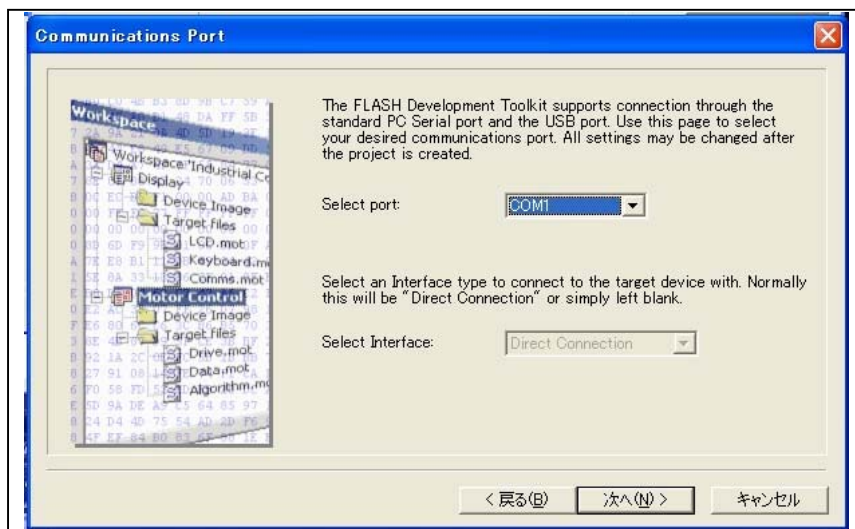 Communications Port
The FLASH Development Toolkit supports connection through the
standard PC Serial port and the USB port. Use this page to select
your desired communications port. All settings may be changed after
the project is created.
Select port:
COM1
Select an Interface type to connect to the target device with. Normally
this will be "Direct Connection" or simply left blank.
Select Interface:
Direct Connection
Workspace
Workspace 'Industrial Co
Display
Device Image
Target files
LCD.mot
Keyboard.m
Comms.mot
Motor Control
Device Image
Target files
Drive.mot
Data.mot
Algorithm.mo
< 戻る(B)
次へ(N) >
キャンセル